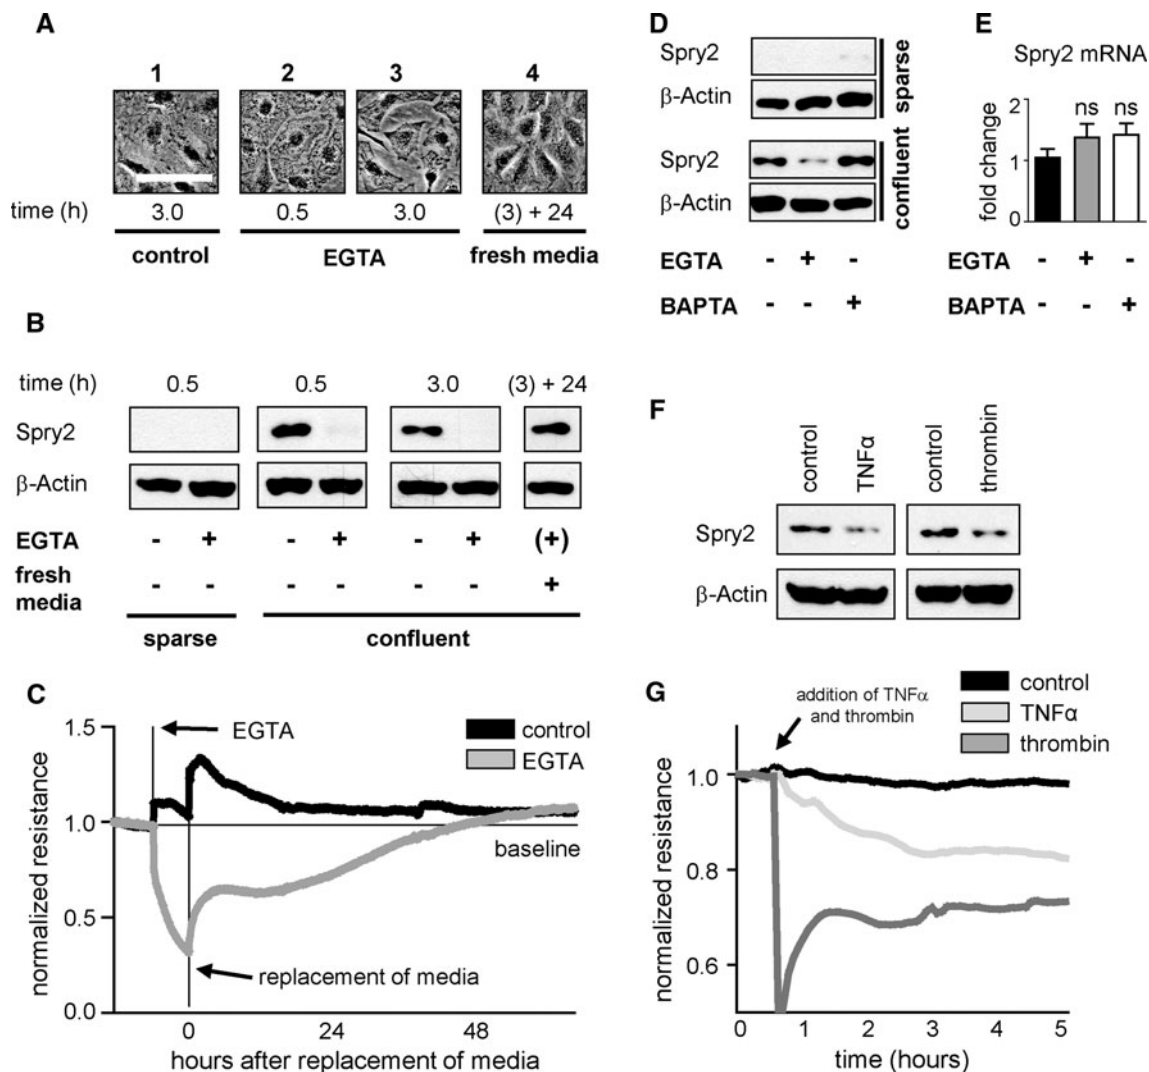 A
1 2 3 4
time (h) 3.0 0.5 3.0 (3) + 24
control EGTA fresh media
B
time (h) 0.5 0.5 3.0 (3) + 24
Spry2
β-Actin
EGTA - + - + - + (+)
fresh media - - - - - - +
sparse confluent
C
1.5
1.0
0.5
0.0
normalized resistance
EGTA
control
EGTA
baseline
replacement of media
0 24 48
hours after replacement of media
D
Spry2
β-Actin
sparse
Spry2
β-Actin
confluent
EGTA - + -
BAPTA - - +
E
Spry2 mRNA
2
1
0
fold change
ns ns
EGTA - + -
BAPTA - - +
F
control TNFα control thrombin
Spry2
β-Actin
G
addition of TNFα
and thrombin
control
TNFα
thrombin
1.0
0.8
0.6
normalized resistance
0 1 2 3 4 5
time (hours)